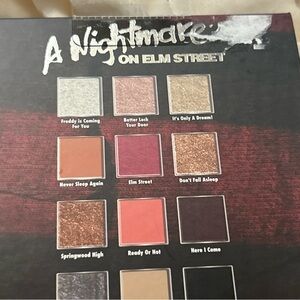 A Nightmare
ON ELM STREET
Freddy is Coming
For You
Better Lock
Your Door
It's Only A Dream!
Never Sleep Again
Elm Street
Don't Fall Asleep
Springwood High
Ready Or Not
Here I Come